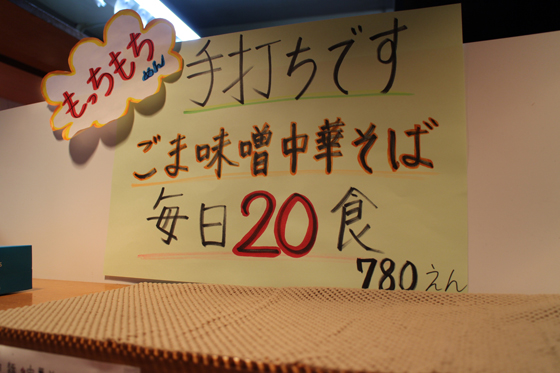 もっちもち
めん
手打ちです
ごま味噌中華そば
毎日20食
780えん